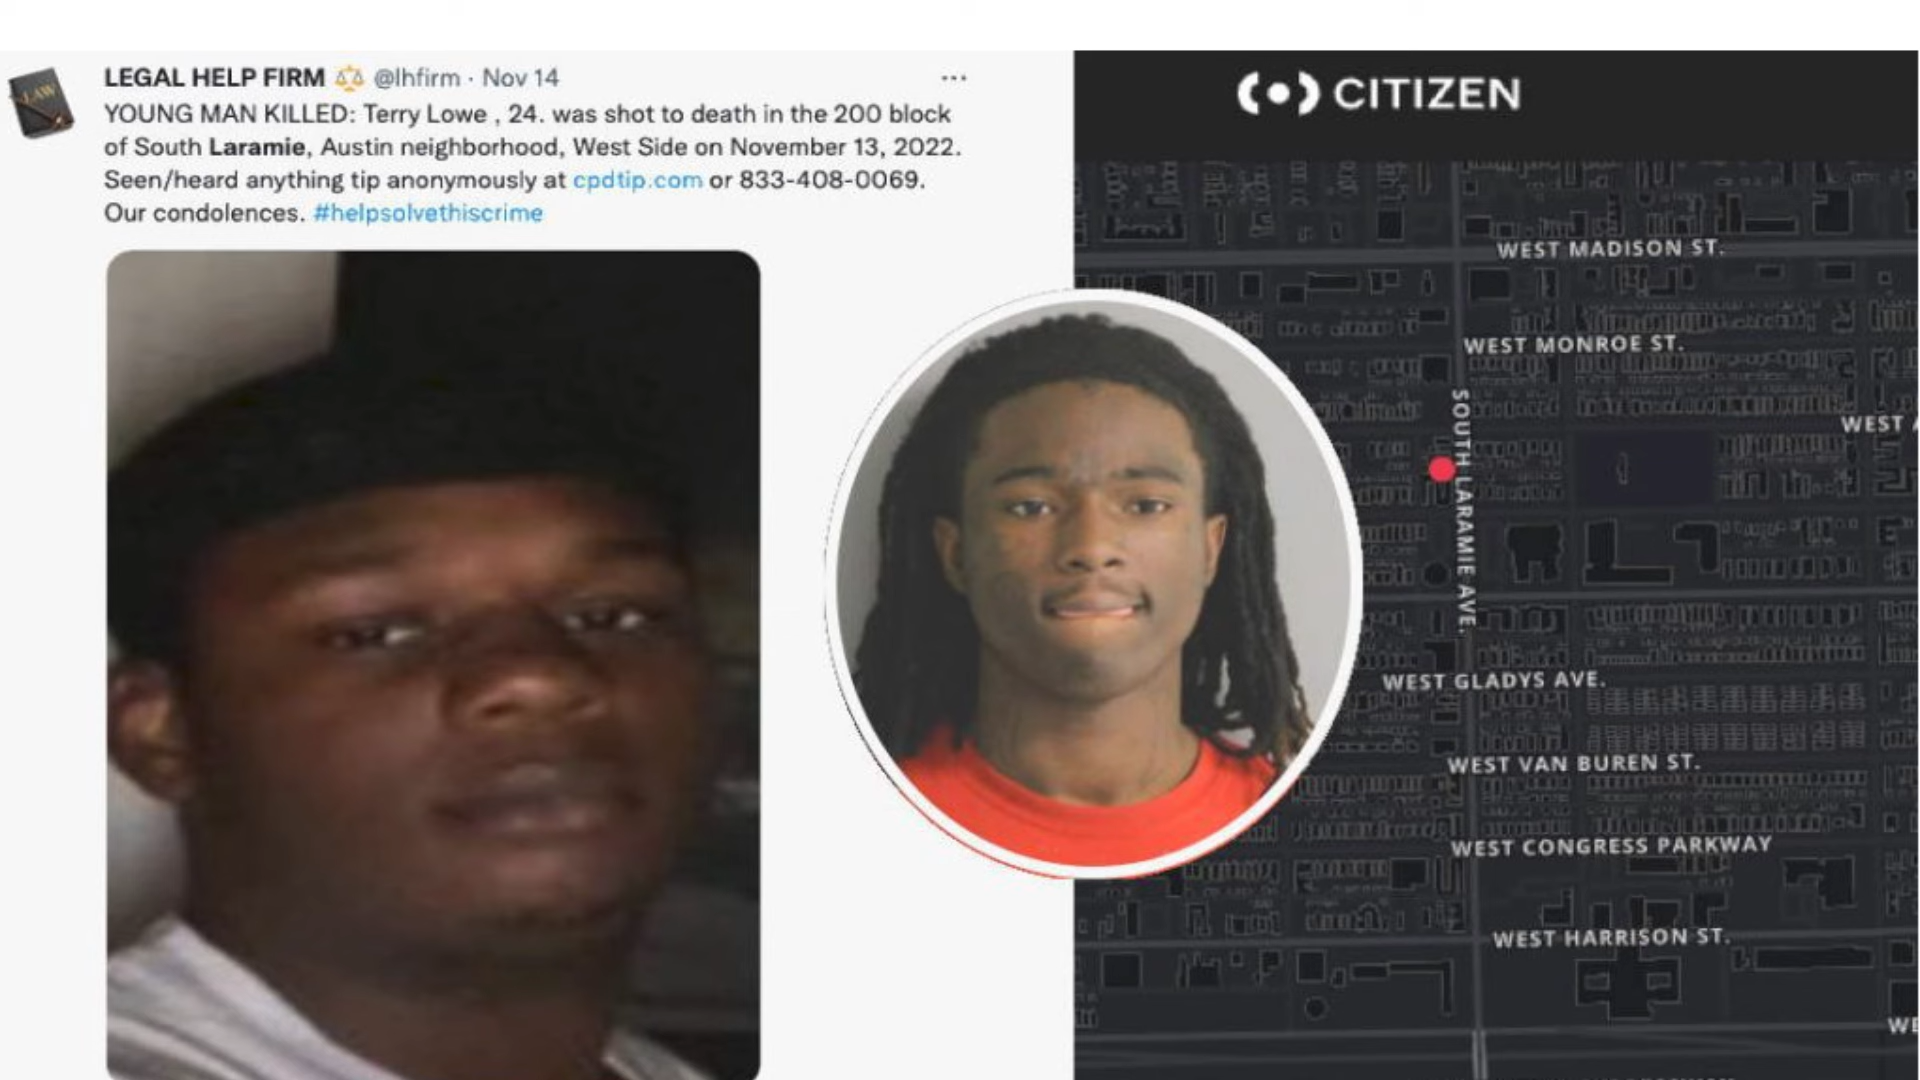 LEGAL HELP FIRM ⚖️ @lhfirm · Nov 14 ...
YOUNG MAN KILLED: Terry Lowe , 24. was shot to death in the 200 block
of South Laramie, Austin neighborhood, West Side on November 13, 2022.
Seen/heard anything tip anonymously at cpdtip.com or 833-408-0069.
Our condolences. #helpsolvethiscrime
LAW
CITIZEN
WEST MADISON ST.
WEST MONROE ST.
SOUTH LARAMIE AVE.
WEST
WEST GLADYS AVE.
WEST VAN BUREN ST.
WEST CONGRESS PARKWAY
WEST HARRISON ST.